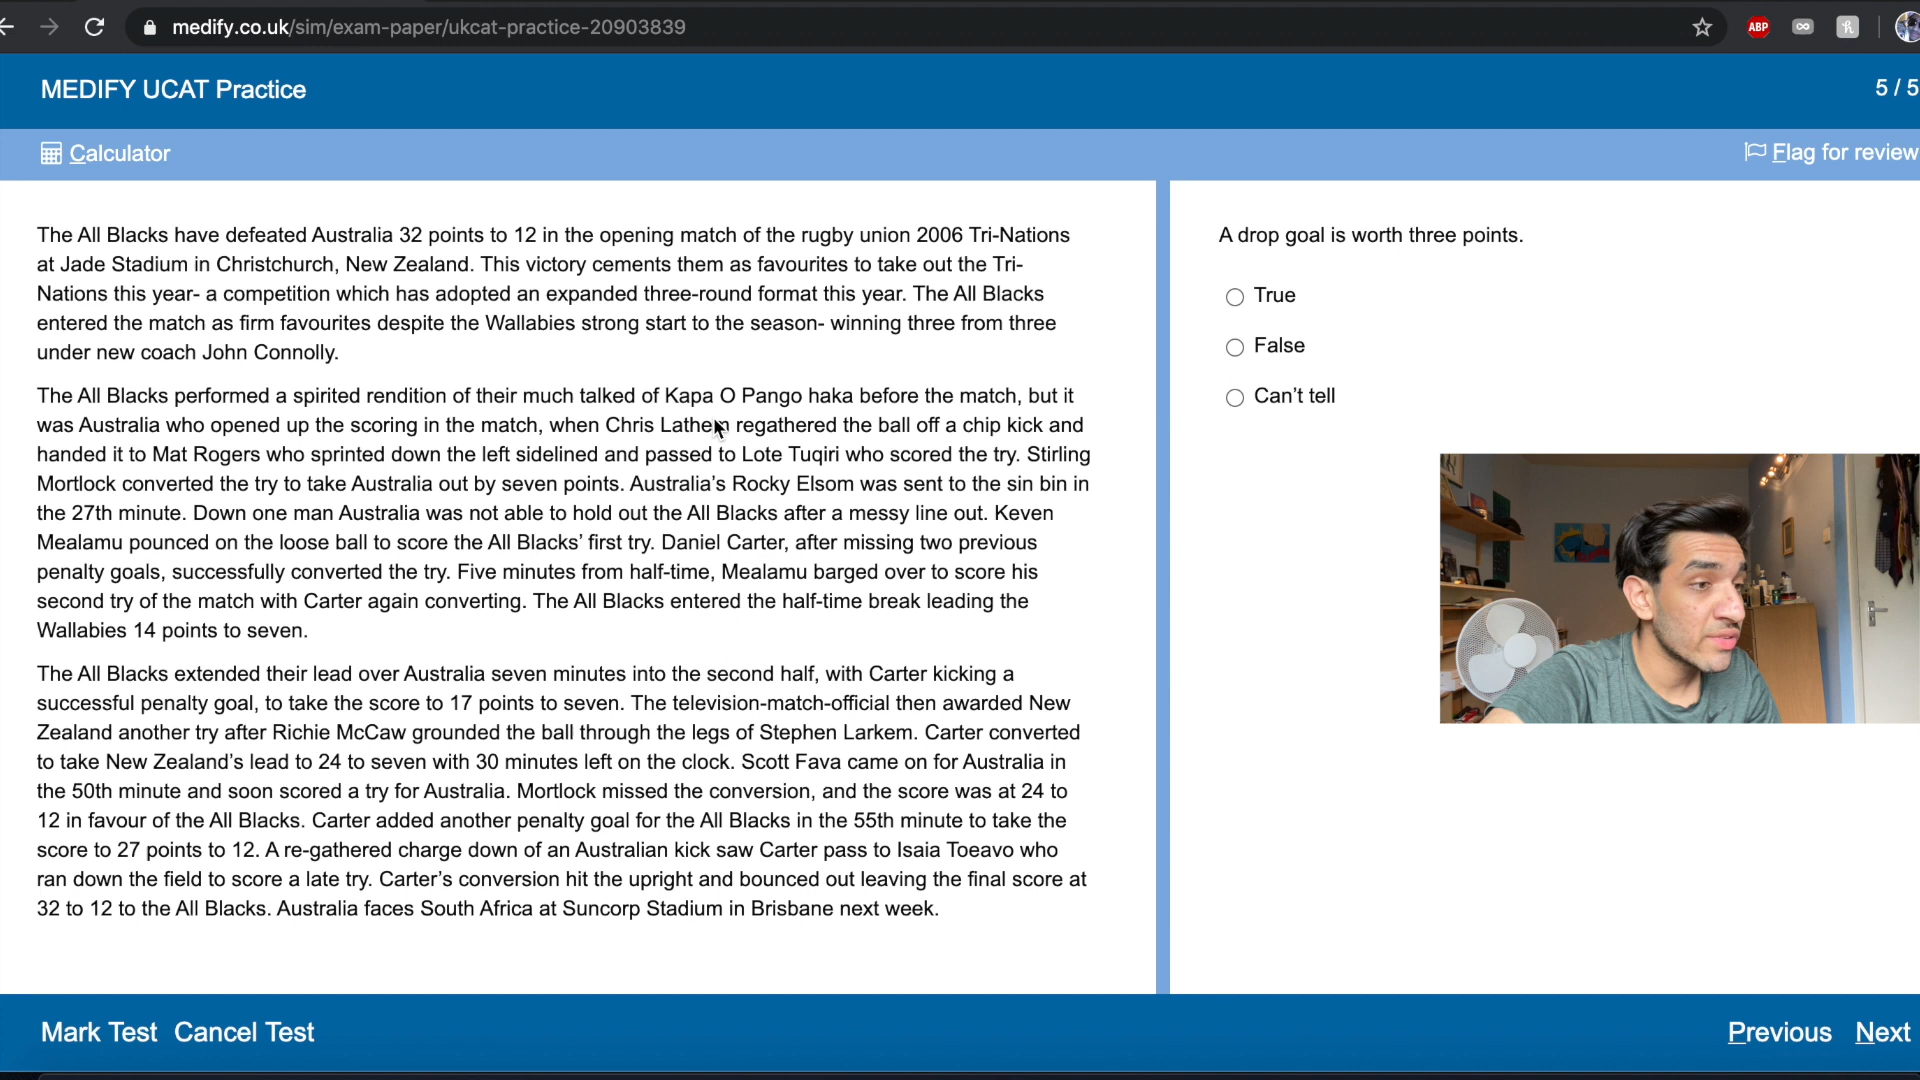 medify.co.uk/sim/exam-paper/ukcat-practice-20903839
ABP
MEDIFY UCAT Practice
5 / 5
Calculator
Flag for review
The All Blacks have defeated Australia 32 points to 12 in the opening match of the rugby union 2006 Tri-Nations
at Jade Stadium in Christchurch, New Zealand. This victory cements them as favourites to take out the Tri-
Nations this year- a competition which has adopted an expanded three-round format this year. The All Blacks
entered the match as firm favourites despite the Wallabies strong start to the season- winning three from three
under new coach John Connolly.
The All Blacks performed a spirited rendition of their much talked of Kapa O Pango haka before the match, but it
was Australia who opened up the scoring in the match, when Chris Lathem regathered the ball off a chip kick and
handed it to Mat Rogers who sprinted down the left sidelined and passed to Lote Tuqiri who scored the try. Stirling
Mortlock converted the try to take Australia out by seven points. Australia's Rocky Elsom was sent to the sin bin in
the 27th minute. Down one man Australia was not able to hold out the All Blacks after a messy line out. Keven
Mealamu pounced on the loose ball to score the All Blacks' first try. Daniel Carter, after missing two previous
penalty goals, successfully converted the try. Five minutes from half-time, Mealamu barged over to score his
second try of the match with Carter again converting. The All Blacks entered the half-time break leading the
Wallabies 14 points to seven.
The All Blacks extended their lead over Australia seven minutes into the second half, with Carter kicking a
successful penalty goal, to take the score to 17 points to seven. The television-match-official then awarded New
Zealand another try after Richie McCaw grounded the ball through the legs of Stephen Larkem. Carter converted
to take New Zealand's lead to 24 to seven with 30 minutes left on the clock. Scott Fava came on for Australia in
the 50th minute and soon scored a try for Australia. Mortlock missed the conversion, and the score was at 24 to
12 in favour of the All Blacks. Carter added another penalty goal for the All Blacks in the 55th minute to take the
score to 27 points to 12. A re-gathered charge down of an Australian kick saw Carter pass to Isaia Toeavo who
ran down the field to score a late try. Carter's conversion hit the upright and bounced out leaving the final score at
32 to 12 to the All Blacks. Australia faces South Africa at Suncorp Stadium in Brisbane next week.
A drop goal is worth three points.
True
False
Can't tell
Mark Test Cancel Test
Previous Next